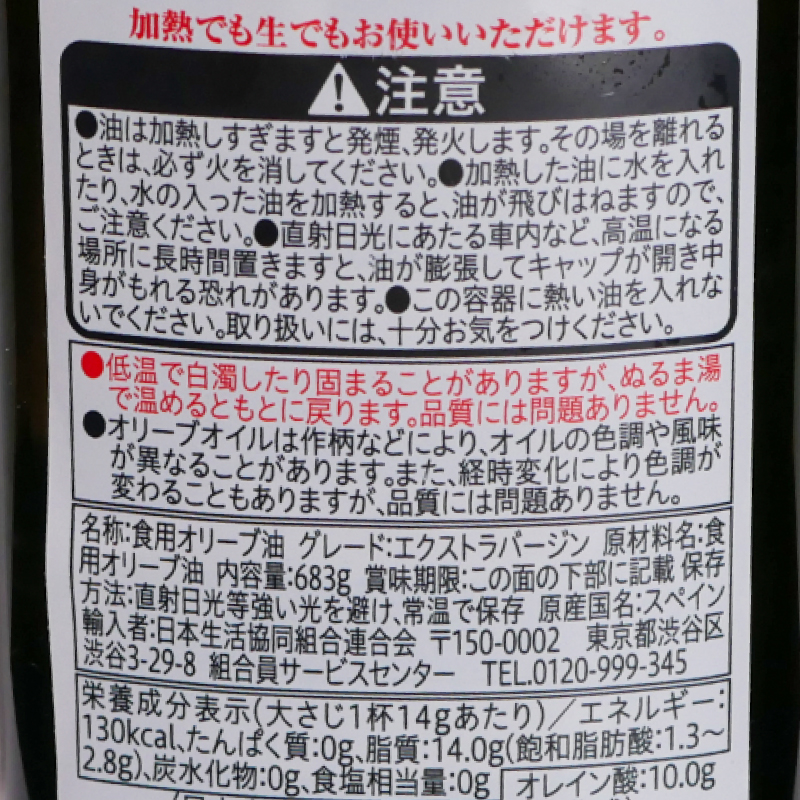 加熱でも生でもお使いいただけます。
注意
●油は加熱しすぎますと発煙、発火します。その場を離れる
ときは、必ず火を消してください。●加熱した油に水を入れ
たり、水の入った油を加熱すると、油が飛びはねますので、
ご注意ください。●直射日光にあたる車内など、高温になる
場所に長時間置きますと、油が膨張してキャップが開き中
身がもれる恐れがあります。●この容器に熱い油を入れな
いでください。取り扱いには、十分お気をつけください。
●低温で白濁したり固まることがありますが、ぬるま湯
で温めるともとに戻ります。品質には問題ありません。
●オリーブオイルは作柄などにより、オイルの色調や風味
が異なることがあります。また、経時変化により色調が
変わることもありますが、品質には問題ありません。
名称:食用オリーブ油 グレード:エクストラバージン 原材料名:食
用オリーブ油 内容量:683g 賞味期限:この面の下部に記載 保存
方法:直射日光等強い光を避け、常温で保存 原産国名:スペイン
輸入者:日本生活協同組合連合会 〒150-0002 東京都渋谷区
渋谷3-29-8 組合員サービスセンター TEL.0120-999-345
栄養成分表示(大さじ1杯14gあたり)/エネルギー:
130kcal、たんぱく質:0g、脂質:14.0g(飽和脂肪酸:1.3~
2.8g)、炭水化物:0g、食塩相当量:0g オレイン酸:10.0g